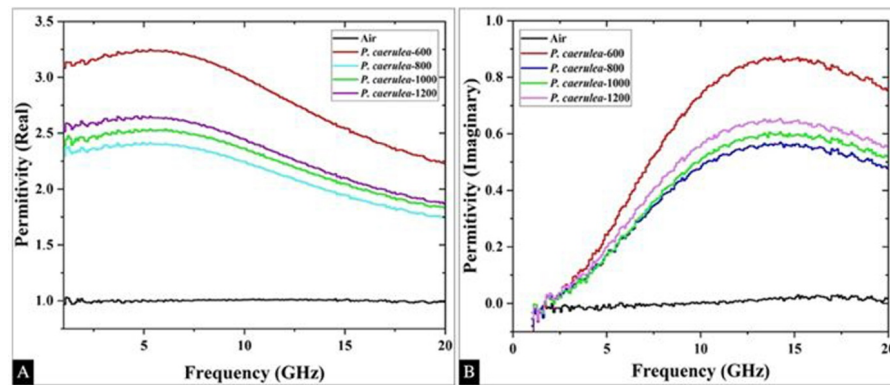 Air
P. caerulea-600
P. caerulea-800
P. caerulea-1000
P. caerulea-1200
3.5
3.0
2.5
2.0
1.5
1.0
Permitivity (Real)
5
10
15
20
Frequency (GHz)
A
Air
P. caerulea-600
P. caerulea-800
P. caerulea-1000
P. caerulea-1200
1.0
0.8
0.6
0.4
0.2
0.0
Permitivity (Imaginary)
0
5
10
15
20
Frequency (GHz)
B